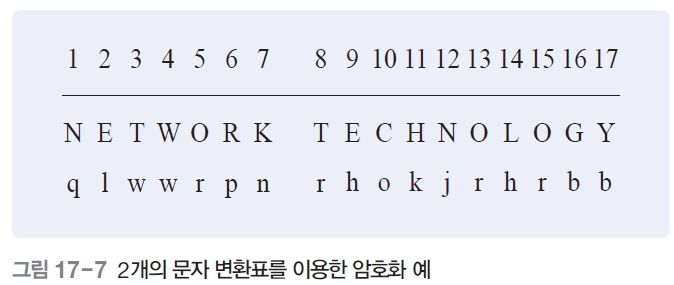 1 2 3 4 5 6 7 8 9 10 11 12 13 14 15 16 17
N E T W O R K T E C H N O L O G Y
q l w w r p n r h o k j r h r b b
그림 17-7 2개의 문자 변환표를 이용한 암호화 예